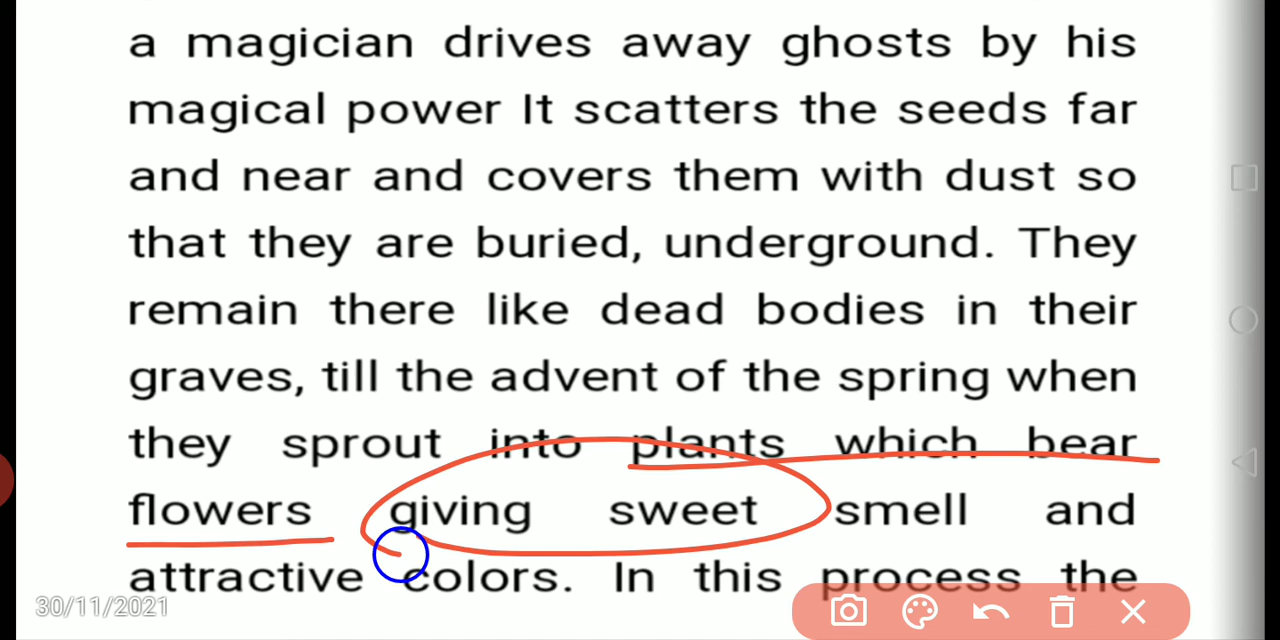 a magician drives away ghosts by his
magical power It scatters the seeds far
and near and covers them with dust so
that they are buried, underground. They
remain there like dead bodies in their
graves, till the advent of the spring when
they sprout into plants which bear
flowers giving sweet smell and
attractive colors. In this process the
30/11/2021